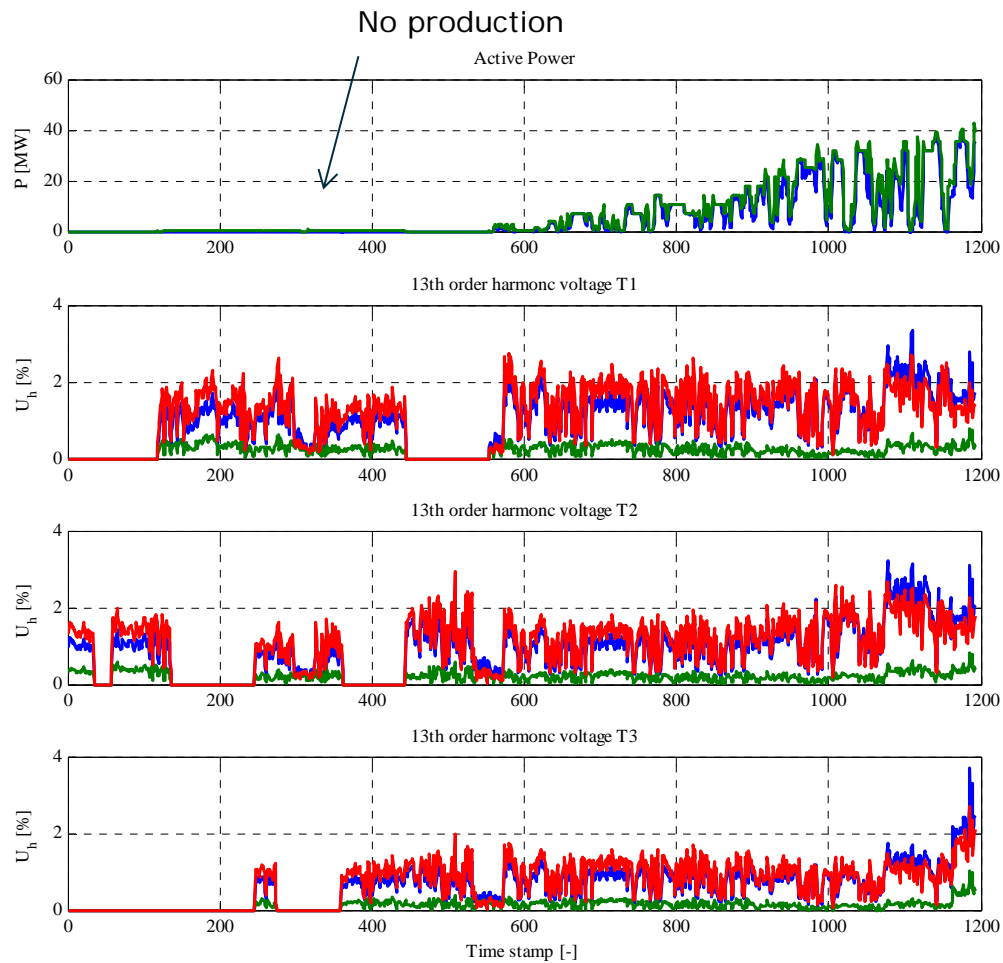 No production
Active Power
60
40
20
0
P [MW]
0 200 400 600 800 1000 1200
13th order harmonc voltage T1
4
2
0
U_h [%]
0 200 400 600 800 1000 1200
13th order harmonc voltage T2
4
2
0
U_h [%]
0 200 400 600 800 1000 1200
13th order harmonc voltage T3
4
2
0
U_h [%]
0 200 400 600 800 1000 1200
Time stamp [-]